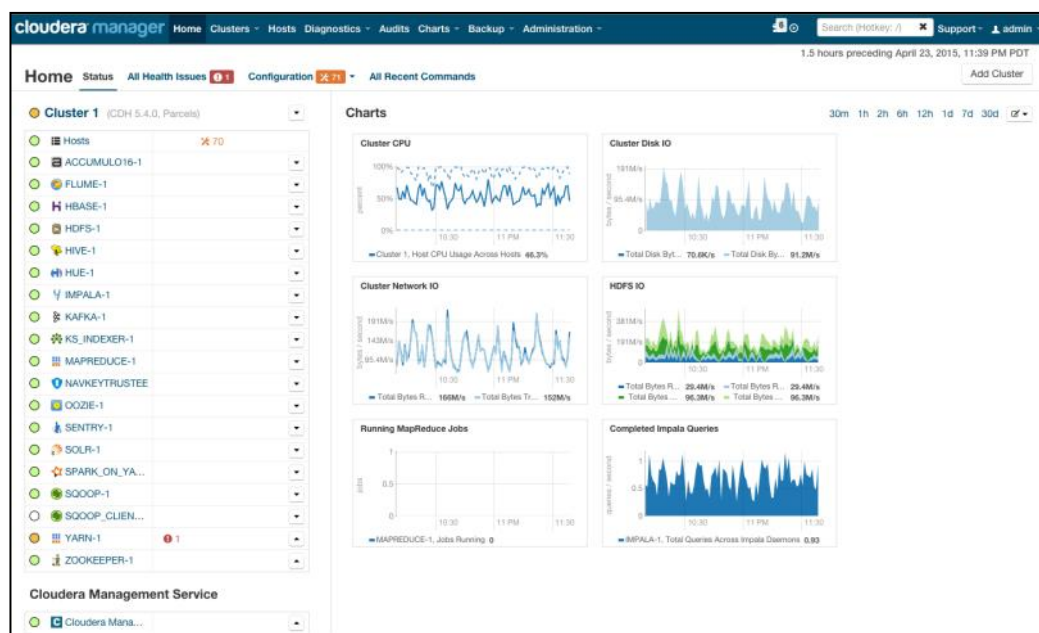 cloudera manager Home Clusters Hosts Diagnostics Audits Charts Backup Administration 6 Search (Hotkey: /) Support admin
1.5 hours preceding April 23, 2015, 11:39 PM PDT
Home Status All Health Issues 1 Configuration 71 All Recent Commands Add Cluster
Cluster 1 (CDH 5.4.0, Parcels)
Hosts 70
ACCUMULO16-1
FLUME-1
HBASE-1
HDFS-1
HIVE-1
HUE-1
IMPALA-1
KAFKA-1
KS_INDEXER-1
MAPREDUCE-1
NAVKEYTRUSTEE
OOZIE-1
SENTRY-1
SOLR-1
SPARK_ON_YA...
SQOOP-1
SQOOP_CLIEN...
YARN-1 1
ZOOKEEPER-1
Cloudera Management Service
Cloudera Mana...
Charts 30m 1h 2h 6h 12h 1d 7d 30d
Cluster CPU
percent
100%
50%
0%
10:30 11 PM 11:30
Cluster 1, Host CPU Usage Across Hosts 46.3%
Cluster Disk IO
bytes / second
191M/s
95.4M/s
0
10:30 11 PM 11:30
Total Disk Byt... 70.6K/s Total Disk By... 91.2M/s
Cluster Network IO
bytes / second
191M/s
143M/s
95.4M/s
10:30 11 PM 11:30
Total Bytes R... 166M/s Total Bytes Tr... 152M/s
HDFS IO
bytes / second
381M/s
191M/s
10:30 11 PM 11:30
Total Bytes R... 29.4M/s Total Bytes R... 29.4M/s
Total Bytes ... 96.3M/s Total Bytes ... 96.3M/s
Running MapReduce Jobs
jobs
1
0.5
0
10:30 11 PM 11:30
MAPREDUCE-1, Jobs Running 0
Completed Impala Queries
queries / second
1
0.5
0
10:30 11 PM 11:30
IMPALA-1, Total Queries Across Impala Daemons 0.93